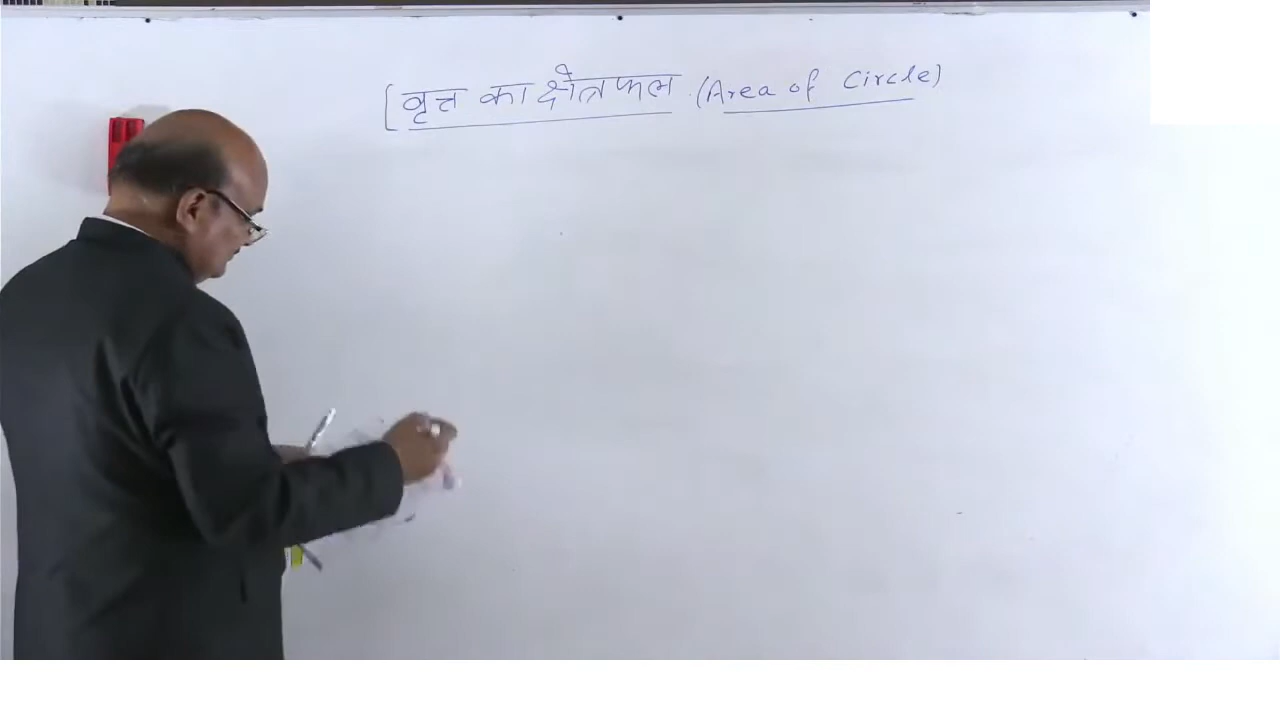 [ वृत्त का क्षेत्रफल (Area of Circle)